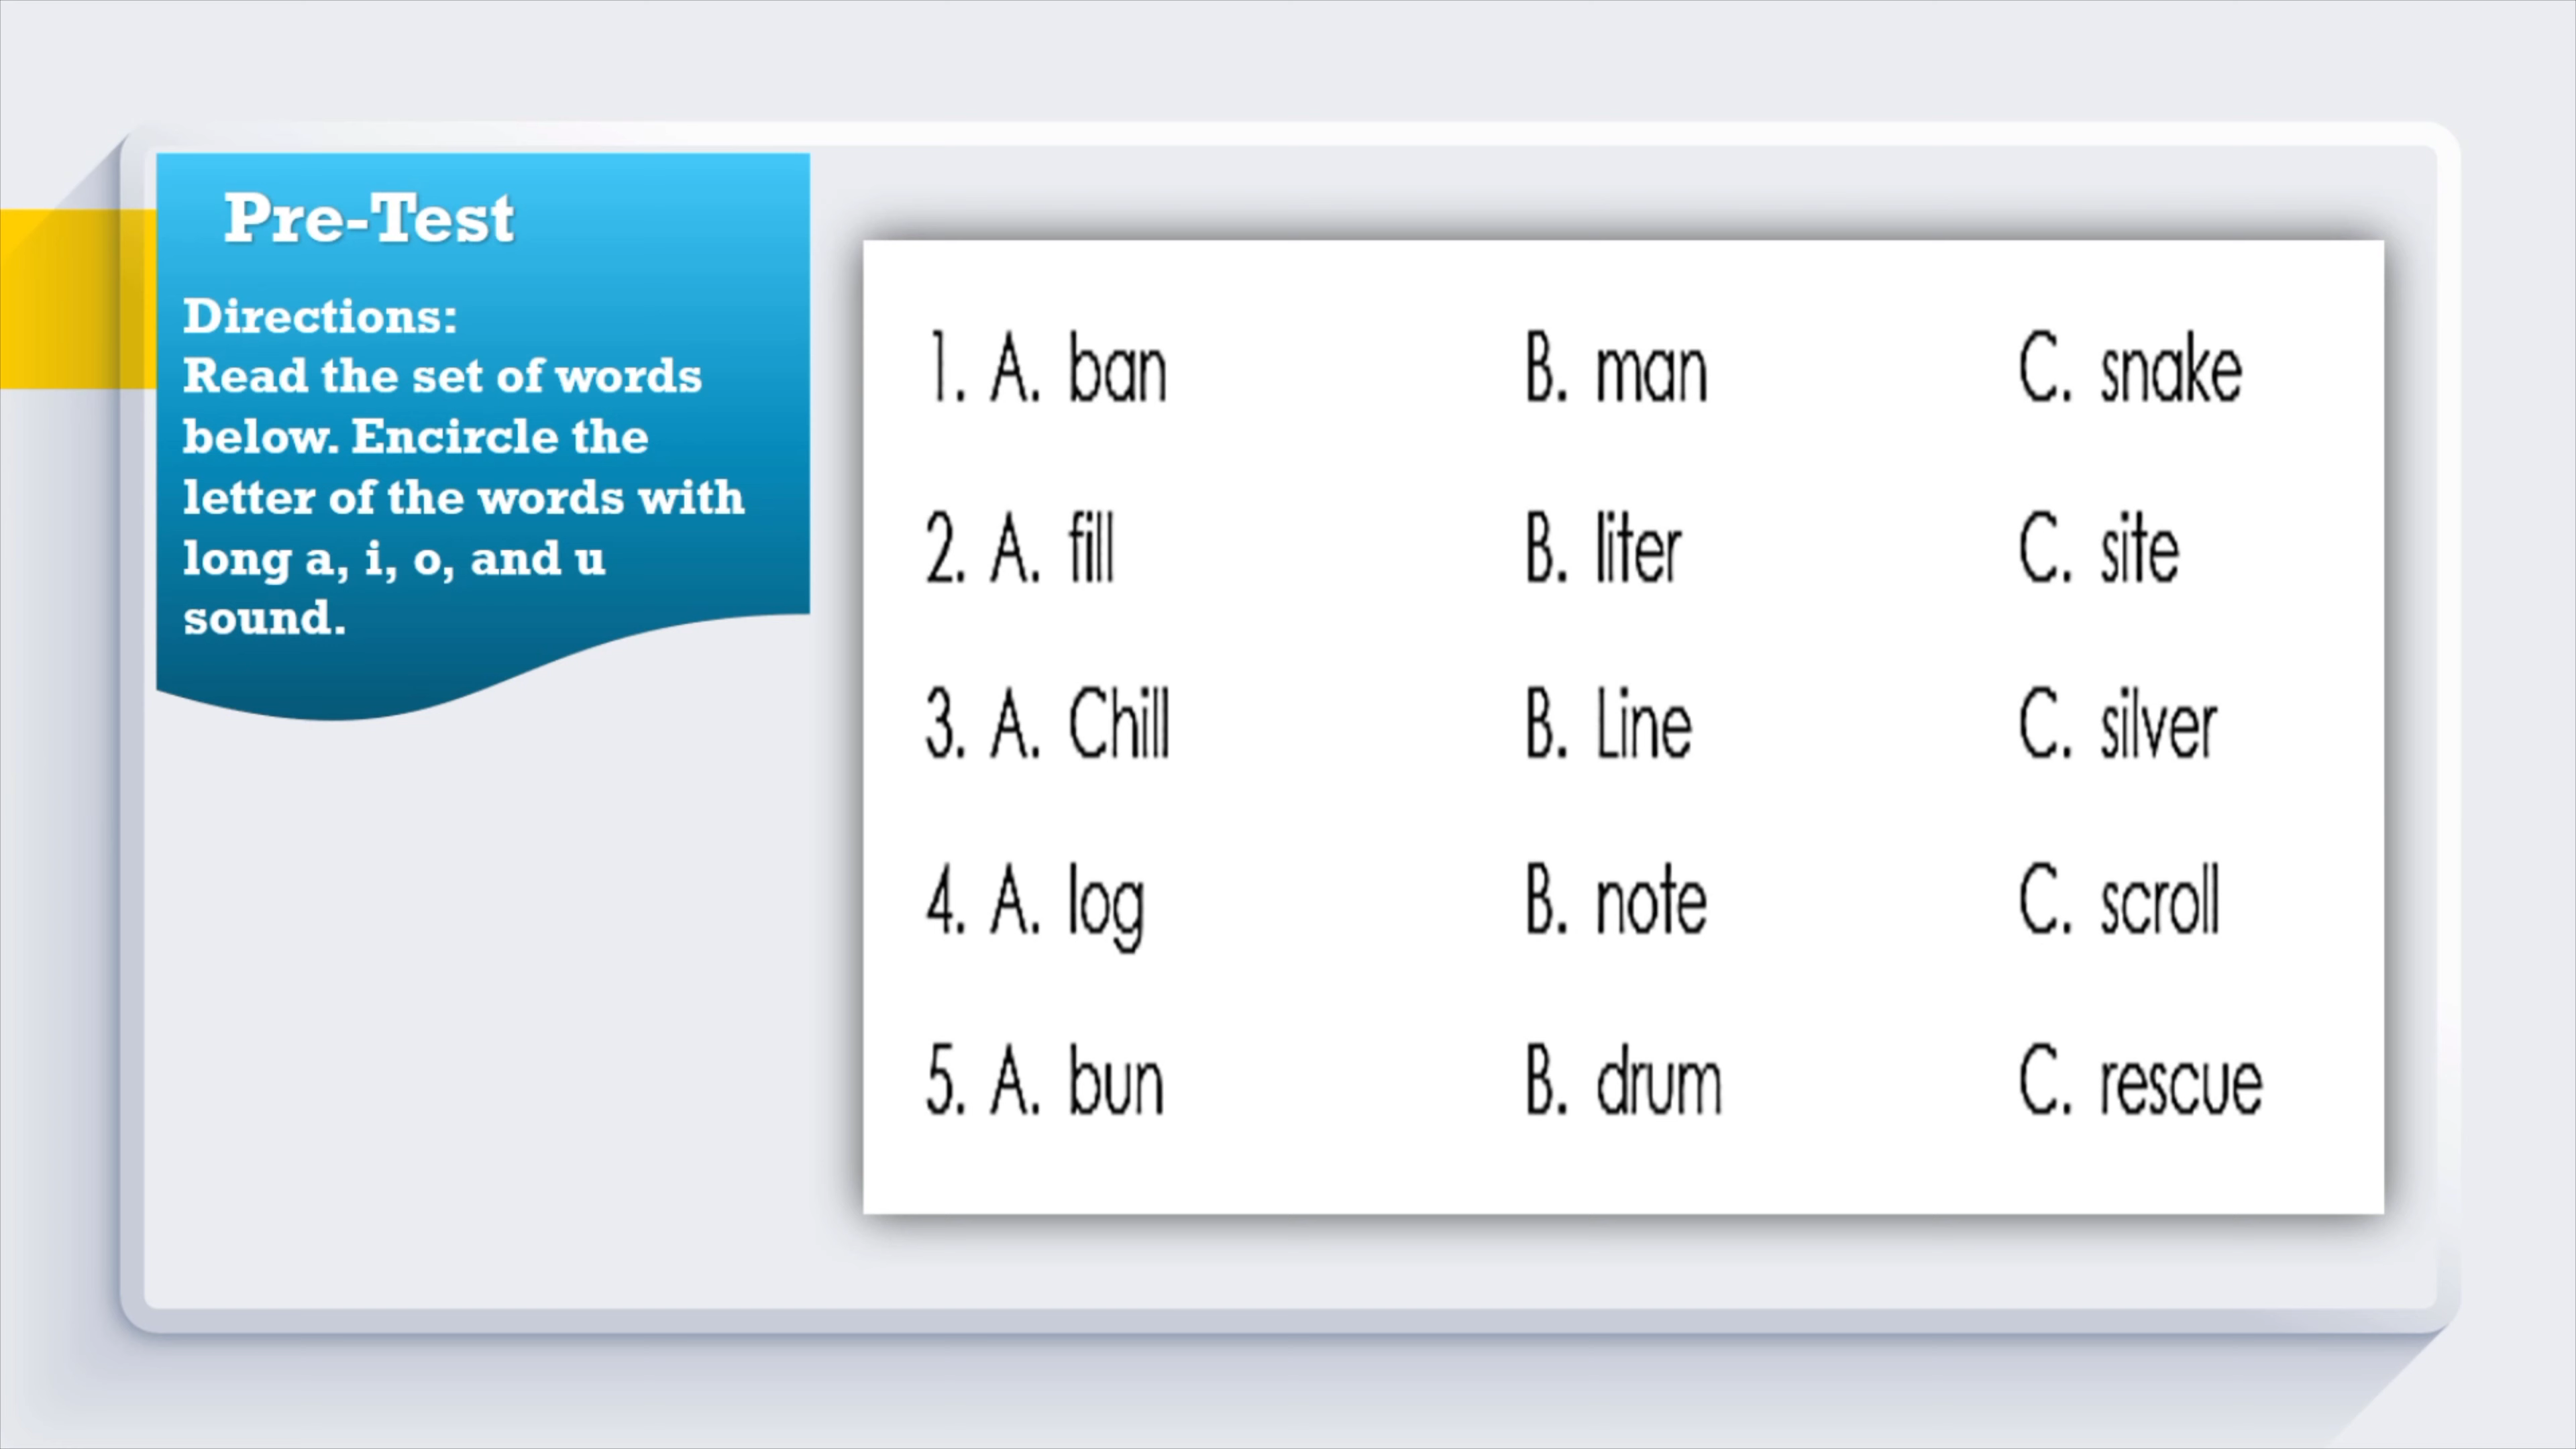 Pre-Test
Directions:
Read the set of words
below. Encircle the
letter of the words with
long a, i, o, and u
sound.
1. A. ban B. man C. snake
2. A. fill B. liter C. site
3. A. Chill B. Line C. silver
4. A. log B. note C. scroll
5. A. bun B. drum C. rescue